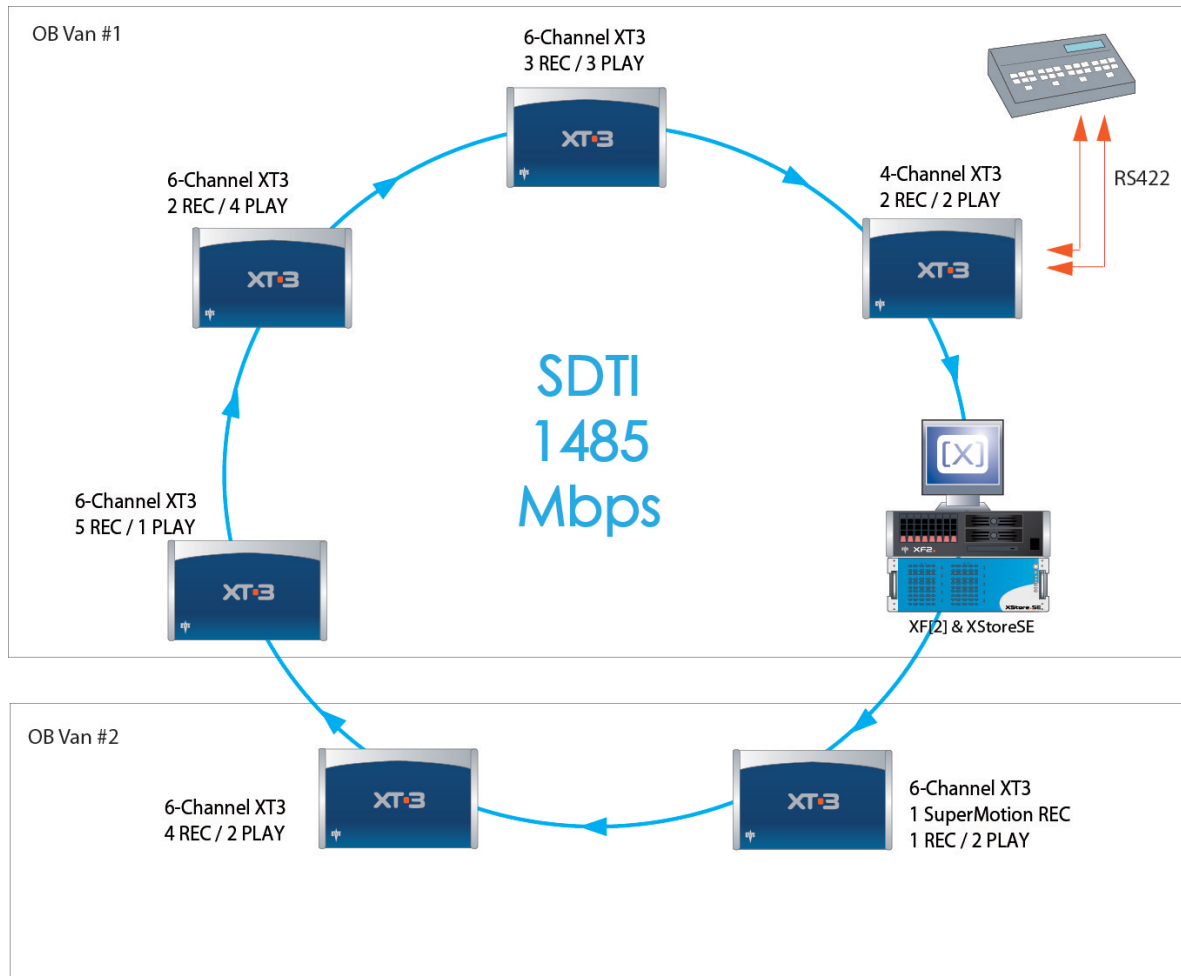 OB Van #1
6-Channel XT3
3 REC / 3 PLAY
XT3
6-Channel XT3
2 REC / 4 PLAY
XT3
4-Channel XT3
2 REC / 2 PLAY
XT3
RS422
SDTI
1485
Mbps
[X]
XF2
XStore SE
XF[2] & XStoreSE
6-Channel XT3
5 REC / 1 PLAY
XT3
OB Van #2
6-Channel XT3
4 REC / 2 PLAY
XT3
XT3
6-Channel XT3
1 SuperMotion REC
1 REC / 2 PLAY